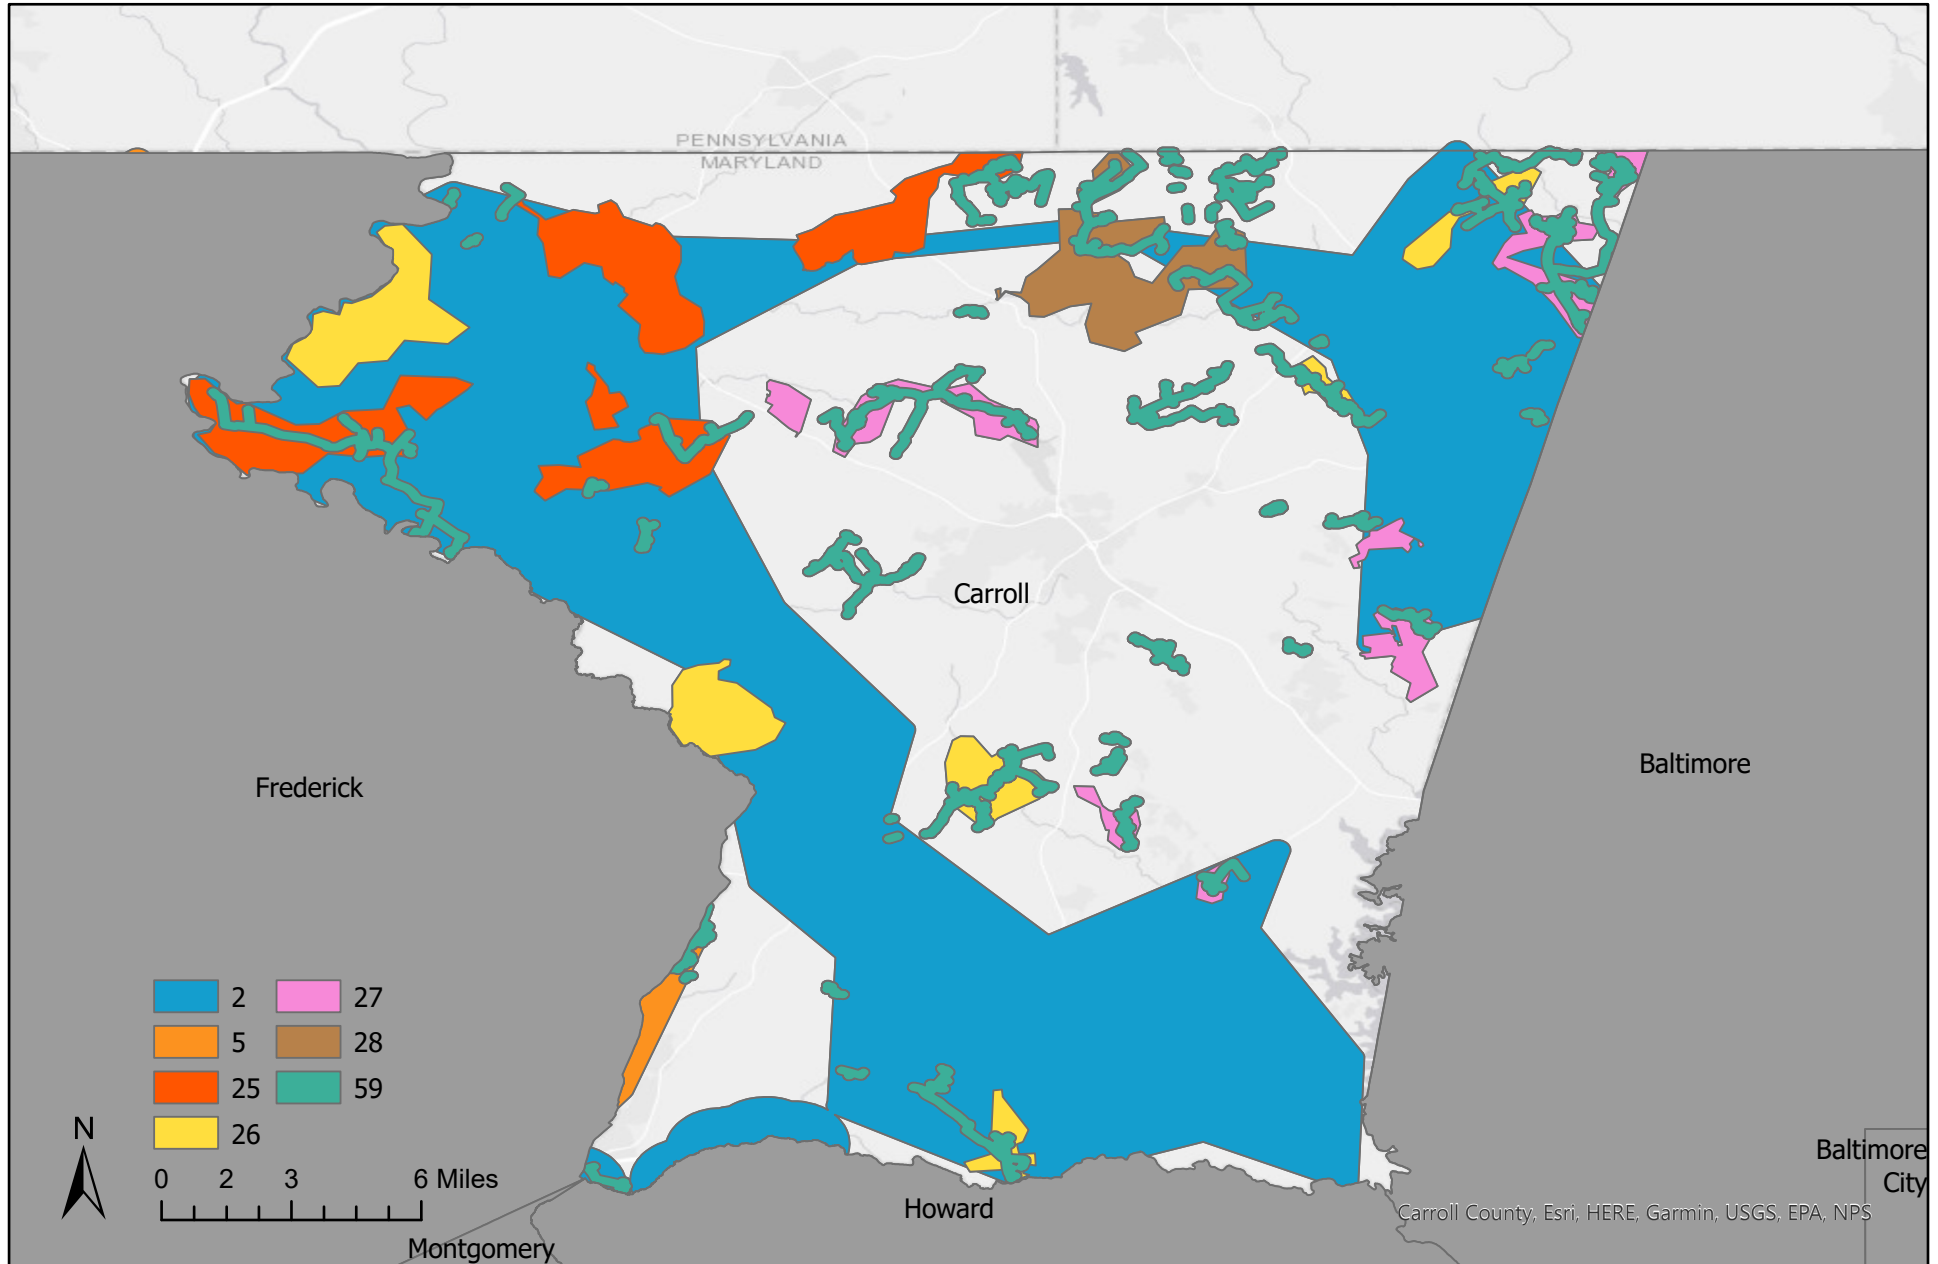 PENNSYLVANIA
MARYLAND
Carroll
Frederick
Baltimore
2 27
5 28
25 59
26
N
0 2 3 6 Miles
Baltimore
City
Howard
Carroll County, Esri, HERE, Garmin, USGS, EPA, NPS
Montgomery